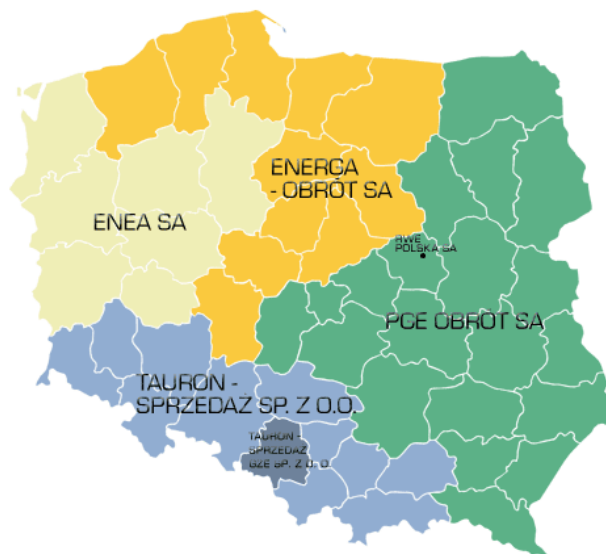 ENERGA
- OBRÓT SA
ENEA SA
RWE
POLSKA SA
PGE OBRÓT SA
TAURON -
SPRZEDAŻ SP. Z O.O.
TAURON -
SPRZEDAŻ
GZE SP. Z O. O.